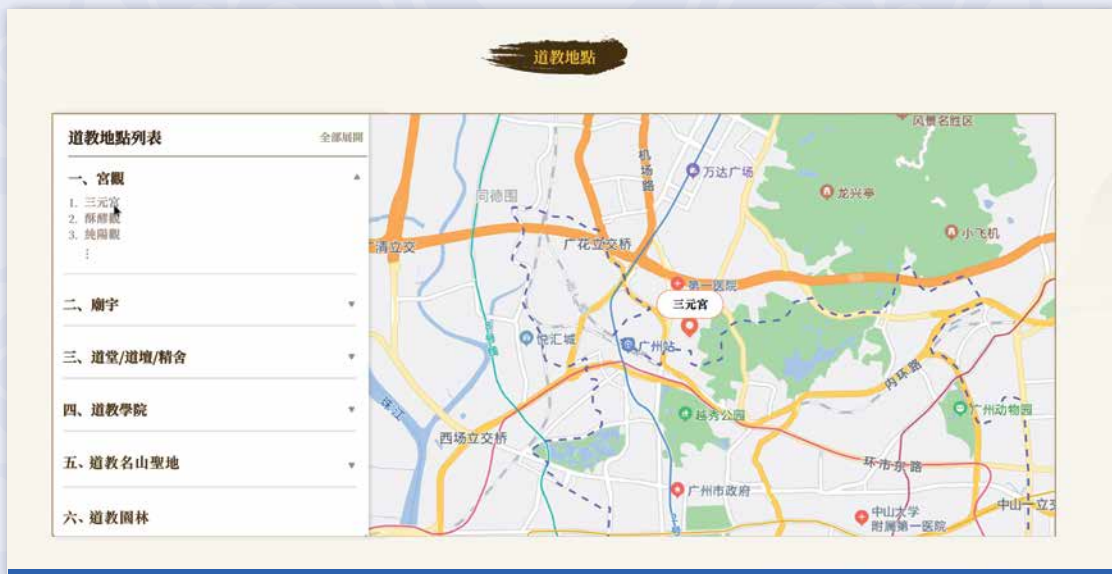 道教地點
道教地點列表
全部展開
一、宮觀
1. 三元宮
2. 酥醪觀
3. 純陽觀
⋮
二、廟宇
三、道堂/道壇/精舍
四、道教學院
五、道教名山聖地
六、道教園林
风景名胜区
机场路
万达广场
同德围
龙兴亭
小飞机
广清立交
广花立交桥
第一医院
三元宮
悦汇城
广州站
内环路
珠江
越秀公园
广州动物园
西场立交桥
环市东路
广州市政府
中山大学
附属第一医院
中山一立交